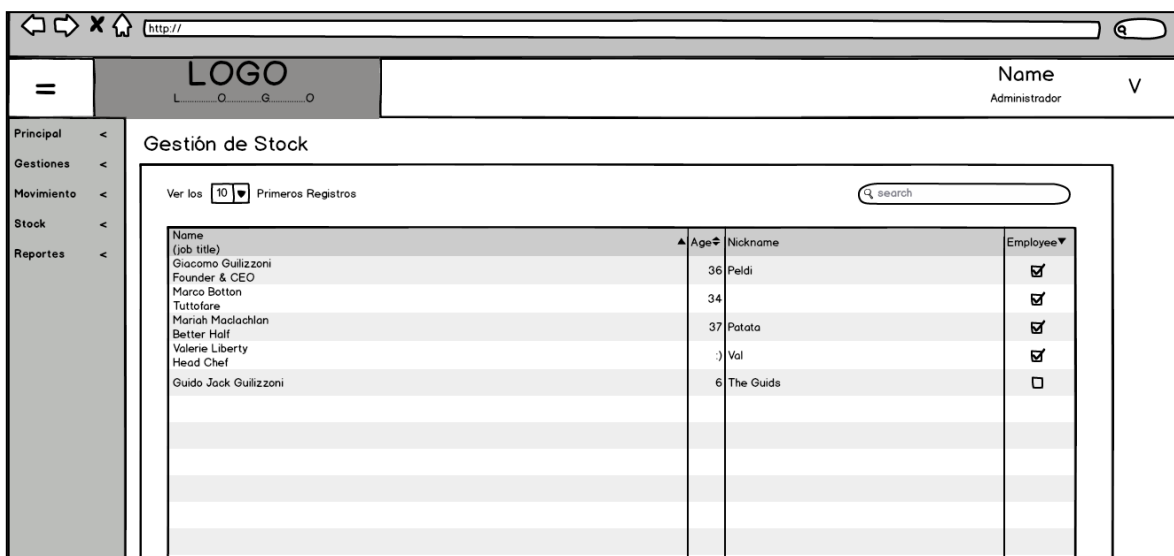 http://
LOGO
L..............O..............G..............O
Name
Administrador
V
Principal <
Gestiones <
Movimiento <
Stock <
Reportes <
Gestión de Stock
Ver los 10 Primeros Registros
search
Name
(job title)
Age
Nickname
Employee
Giacomo Guilizzoni
Founder & CEO
36
Peldi
Marco Botton
Tuttofare
34
Mariah Maclachlan
Better Half
37
Patata
Valerie Liberty
Head Chef
:)
Val
Guido Jack Guilizzoni
6
The Guids